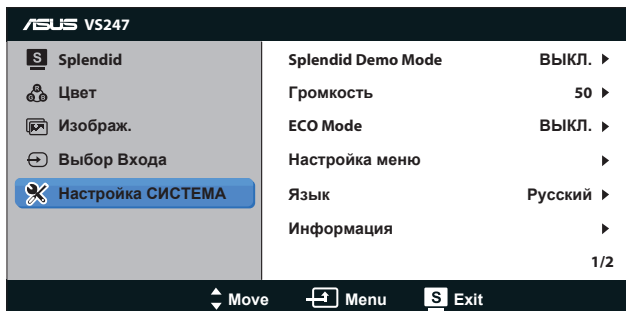 ASUS VS247
S Splendid
Цвет
Изображ.
Выбор Входа
Настройка СИСТЕМА
Splendid Demo Mode ВЫКЛ.
Громкость 50
ECO Mode ВЫКЛ.
Настройка меню
Язык Русский
Информация
1/2
Move Menu S Exit